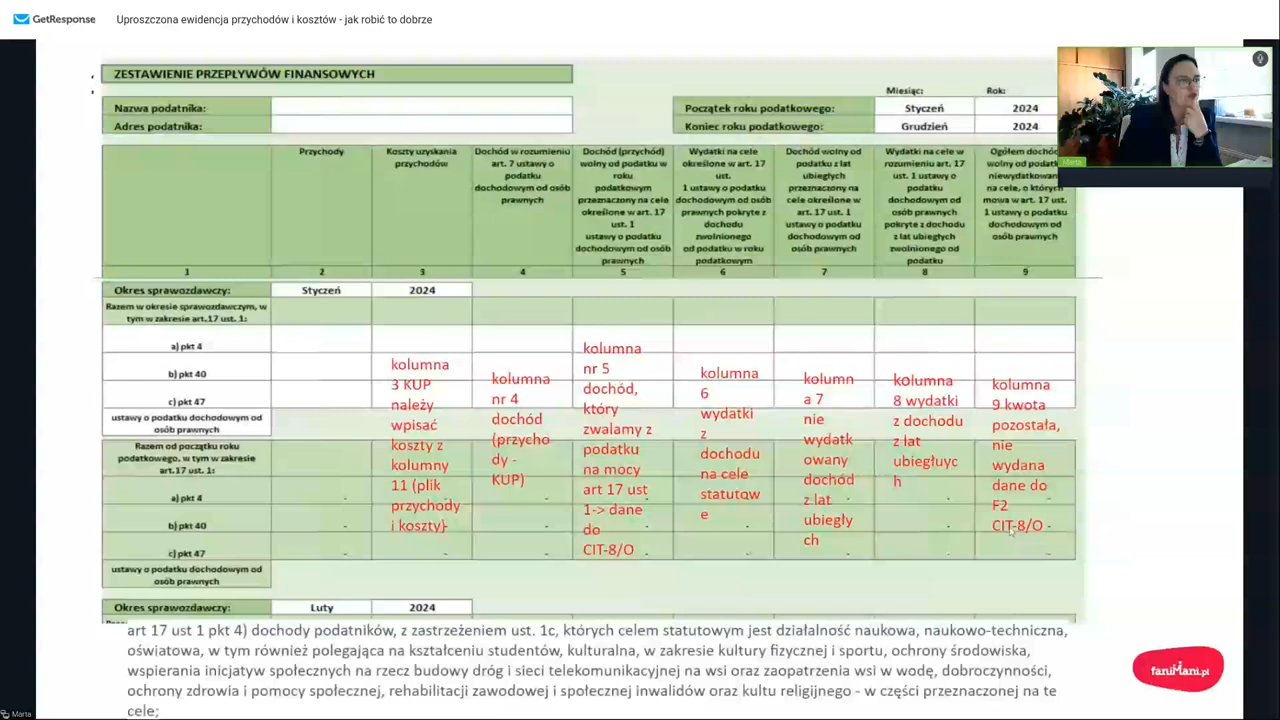 GetResponse
Uproszczona ewidencja przychodów i kosztów - jak robić to dobrze
ZESTAWIENIE PRZEPŁYWÓW FINANSOWYCH
Nazwa podatnika:
Adres podatnika:
Miesiąc:
Rok:
Początek roku podatkowego:
Styczeń
2024
Koniec roku podatkowego:
Grudzień
2024
Przychody
Koszty uzyskania
przychodów
Dochód w rozumieniu
art. 7 ustawy o
podatku
dochodowym od osób
prawnych
Dochód (przychód)
wolny od podatku w
roku
podatkowym
przeznaczony na cele
określone w art. 17
ust. 1
ustawy o podatku
dochodowym od osób
prawnych
Wydatki na cele
określone w art. 17
ust.
1 ustawy o podatku
dochodowym od osób
prawnych pokryte z
dochodu
zwolnionego
od podatku w roku
podatkowym
Dochód wolny od
podatku z lat
ubiegłych
przeznaczony na
cele określone w
art. 17 ust. 1
ustawy o podatku
dochodowym od
osób prawnych
Wydatki na cele w
rozumieniu art. 17
ust. 1 ustawy o
podatku
dochodowym od
osób prawnych
pokryte z dochodu
z lat ubiegłych
zwolnionego od
podatku
Ogółem dochód
wolny od podat
niewydatkowan
na cele, o których
mowa w art. 17 ust.
1 ustawy o podatku
dochodowym od
osób prawnych
1 2 3 4 5 6 7 8 9
Okres sprawozdawczy:
Styczeń
2024
Razem w okresie sprawozdawczym, w
tym w zakresie art.17 ust. 1:
a) pkt 4
b) pkt 40
c) pkt 47
ustawy o podatku dochodowym od
osób prawnych
Razem od początku roku
podatkowego, w tym w zakresie
art.17 ust. 1:
a) pkt 4
b) pkt 40
c) pkt 47
ustawy o podatku dochodowym od
osób prawnych
kolumna
3 KUP
należy
wpisać
koszty z
kolumny
11 (plik
przychody
i koszty)
kolumna
nr 4
dochód
(przycho
dy -
KUP)
kolumna
nr 5
dochód,
który
zwalamy z
podatku
na mocy
art 17 ust
1-> dane
do
CIT-8/O
kolumna
6
wydatki
z
dochodu
na cele
statutow
e
kolumn
a 7
nie
wydatk
owany
dochód
z lat
ubiegły
ch
kolumna
8 wydatki
z dochodu
z lat
ubiegłuyc
h
kolumna
9 kwota
pozostała,
nie
wydana
dane do
F2
CIT-8/O
Okres sprawozdawczy:
Luty
2024
art 17 ust 1 pkt 4) dochody podatników, z zastrzeżeniem ust. 1c, których celem statutowym jest działalność naukowa, naukowo-techniczna,
oświatowa, w tym również polegająca na kształceniu studentów, kulturalna, w zakresie kultury fizycznej i sportu, ochrony środowiska,
wspierania inicjatyw społecznych na rzecz budowy dróg i sieci telekomunikacyjnej na wsi oraz zaopatrzenia wsi w wodę, dobroczynności,
ochrony zdrowia i pomocy społecznej, rehabilitacji zawodowej i społecznej inwalidów oraz kultu religijnego - w części przeznaczonej na te
cele;
faniMani.pl
Marta
Marta